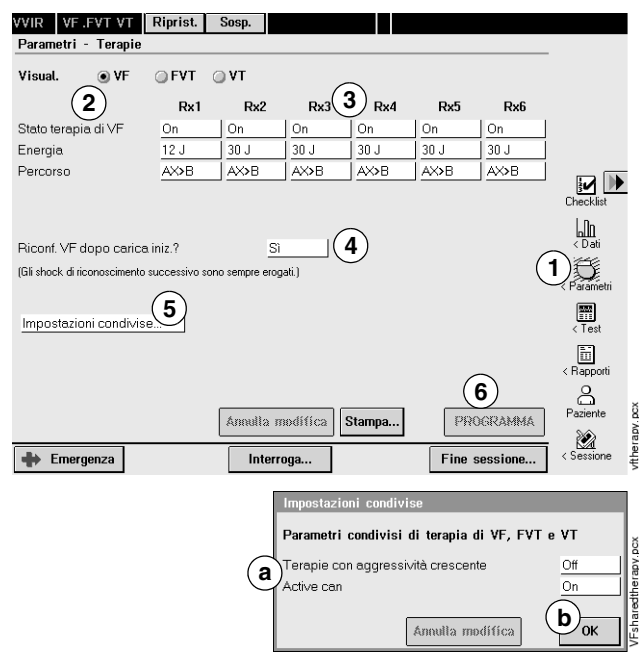 VVIR VF .FVT VT Riprist. Sosp.
Parametri - Terapie
Visual. VF FVT VT
2 3
Rx1 Rx2 Rx3 Rx4 Rx5 Rx6
Stato terapia di VF On On On On On On
Energia 12 J 30 J 30 J 30 J 30 J 30 J
Percorso AX>B AX>B AX>B AX>B AX>B AX>B
Riconf. VF dopo carica iniz.? Sì 4
(Gli shock di riconoscimento successivo sono sempre erogati.)
5
Impostazioni condivise...
6
Annulla modifica Stampa... PROGRAMMA
Emergenza Interroga... Fine sessione...
Checklist
< Dati
1
< Parametri
< Test
< Rapporti
Paziente
< Sessione
vftherapy.pcx
Impostazioni condivise
Parametri condivisi di terapia di VF, FVT e VT
a
Terapie con aggressività crescente Off
Active can On
b
Annulla modifica OK
VFsharedtherapy.pcx